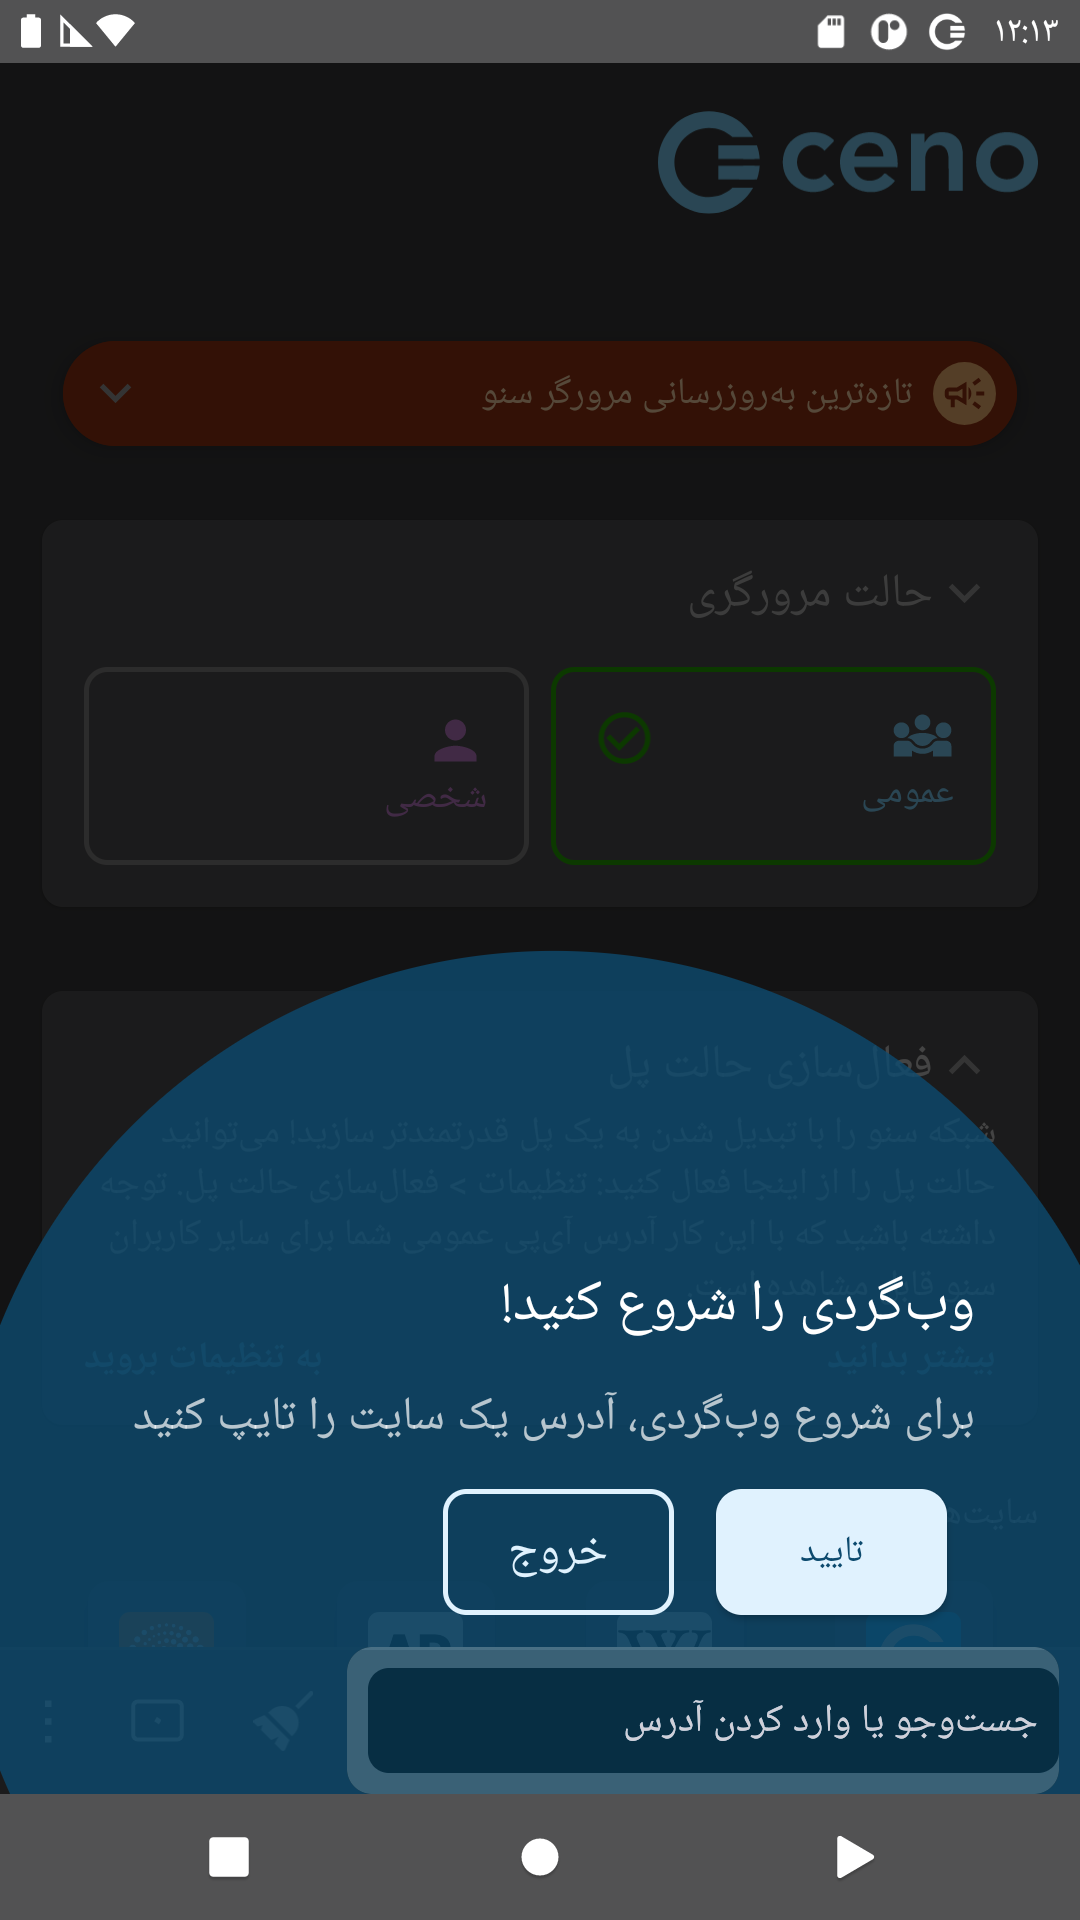 ۱۲:۱۳
ceno
تازه‌ترین به‌روزرسانی مرورگر سنو
حالت مرورگری
عمومی
شخصی
فعال‌سازی حالت پل
شبکه سنو را با تبدیل شدن به یک پل قدرتمندتر سازید! می‌توانید
حالت پل را از اینجا فعال کنید: تنظیمات > فعال‌سازی حالت پل. توجه
داشته باشید که با این کار آدرس آی‌پی عمومی شما برای سایر کاربران
سنو قابل مشاهده است.
وب‌گردی را شروع کنید!
بیشتر بدانید
به تنظیمات بروید
برای شروع وب‌گردی، آدرس یک سایت را تایپ کنید
تایید
خروج
جست‌وجو یا وارد کردن آدرس